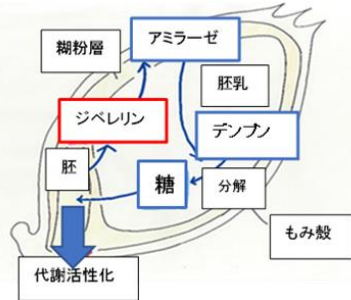 アミラーゼ
糊粉層
胚乳
ジベレリン
デンプン
胚
糖
分解
もみ殻
代謝活性化